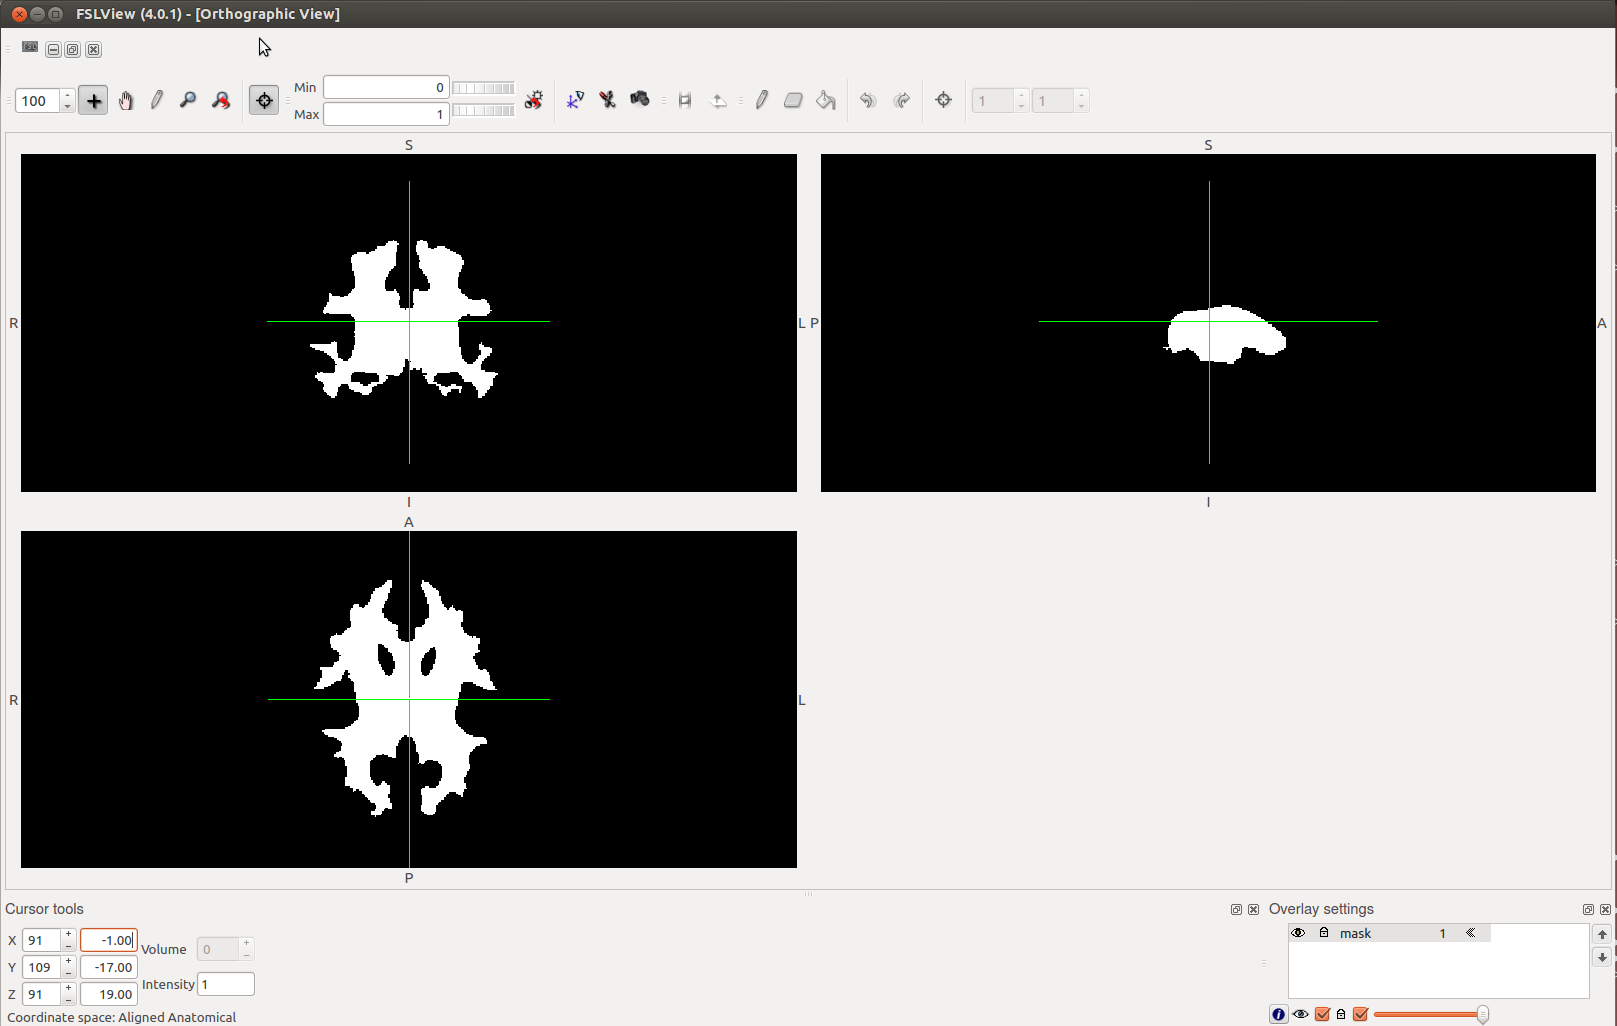 FSLView (4.0.1) - [Orthographic View]
100
Min 0
Max 1
1 1
S
S
R
L
P
A
I
I
A
R
L
P
Cursor tools
X 91 -1.00
Y 109 -17.00
Z 91 19.00
Volume 0
Intensity 1
Coordinate space: Aligned Anatomical
Overlay settings
mask 1